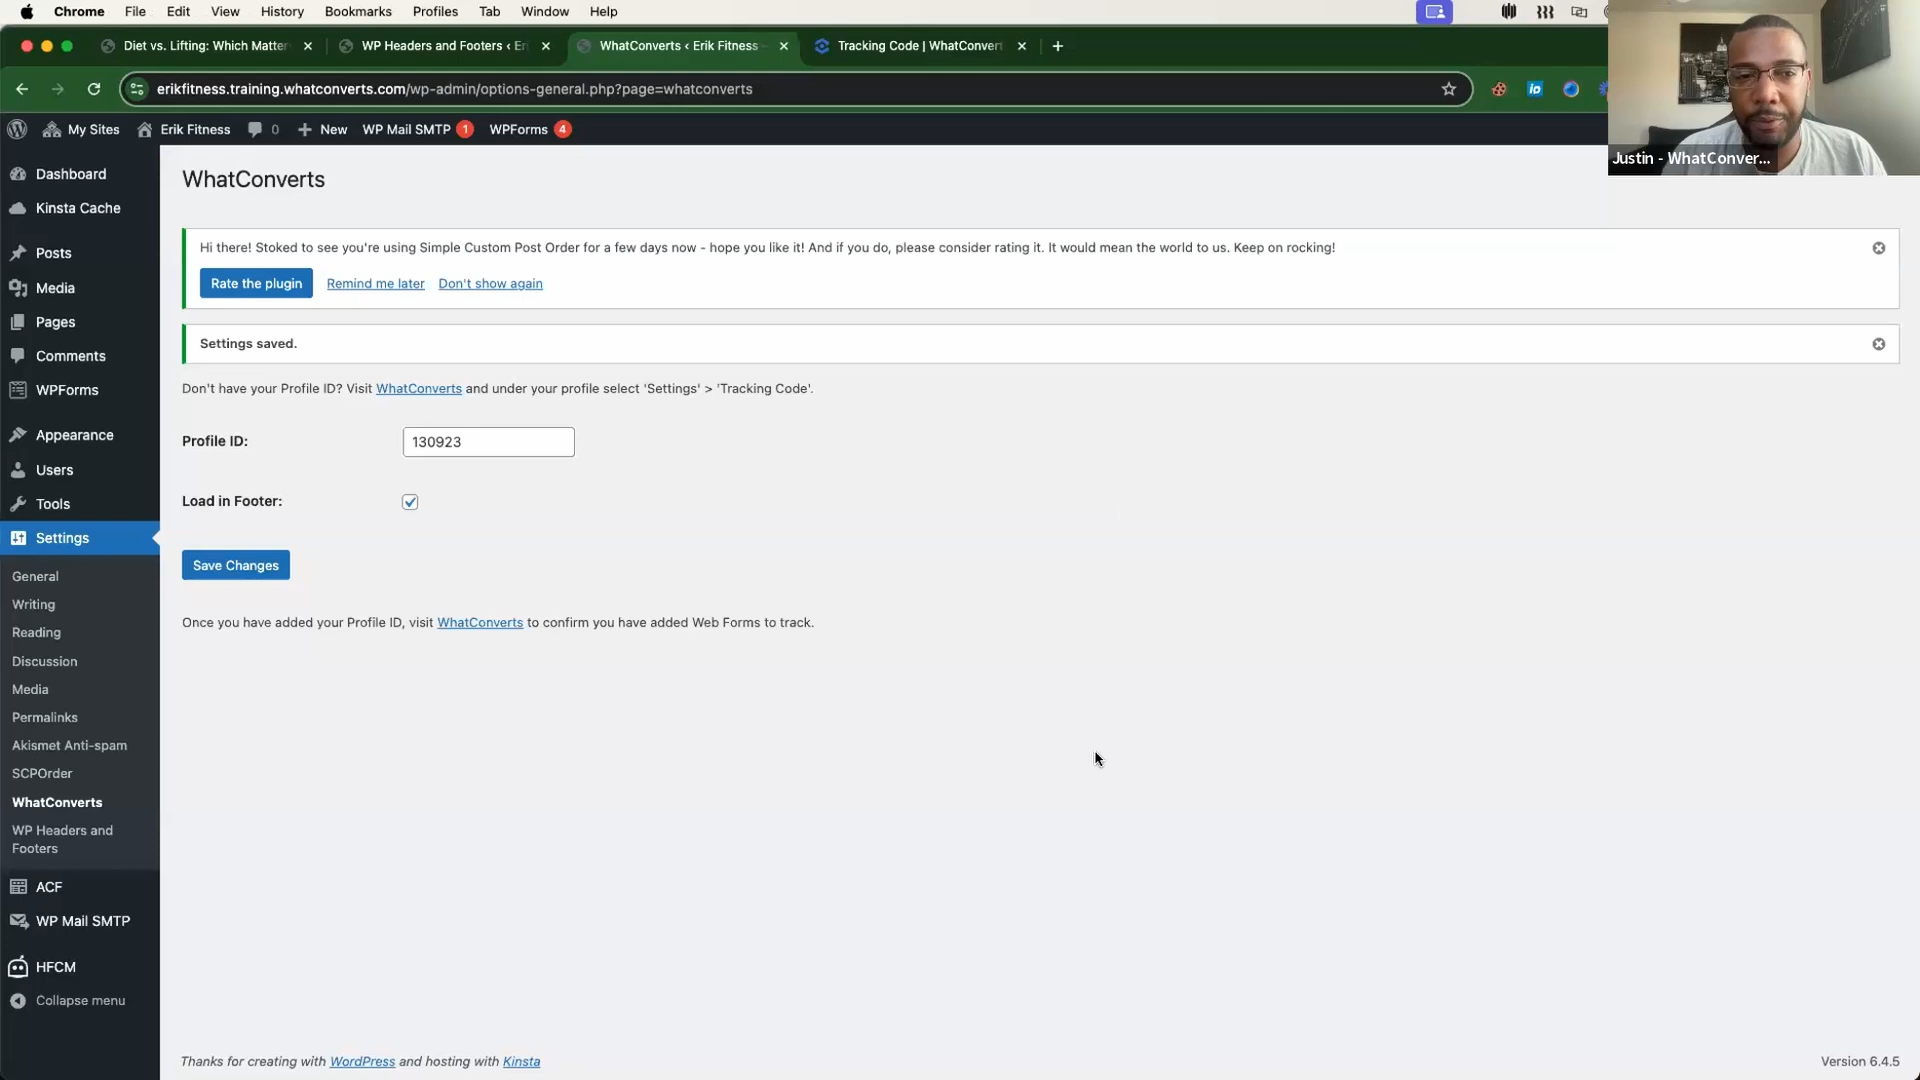 Chrome File Edit View History Bookmarks Profiles Tab Window Help
Diet vs. Lifting: Which Matter
WP Headers and Footers ‹ Eri
WhatConverts ‹ Erik Fitness
Tracking Code | WhatConvert
erikfitness.training.whatconverts.com/wp-admin/options-general.php?page=whatconverts
My Sites Erik Fitness 0 New WP Mail SMTP 1 WPForms 4
Justin - WhatConver...
Dashboard
Kinsta Cache
Posts
Media
Pages
Comments
WPForms
Appearance
Users
Tools
Settings
General
Writing
Reading
Discussion
Media
Permalinks
Akismet Anti-spam
SCPOrder
WhatConverts
WP Headers and
Footers
ACF
WP Mail SMTP
HFCM
Collapse menu
WhatConverts
Hi there! Stoked to see you're using Simple Custom Post Order for a few days now - hope you like it! And if you do, please consider rating it. It would mean the world to us. Keep on rocking!
Rate the plugin Remind me later Don't show again
Settings saved.
Don't have your Profile ID? Visit WhatConverts and under your profile select 'Settings' > 'Tracking Code'.
Profile ID: 130923
Load in Footer:
Save Changes
Once you have added your Profile ID, visit WhatConverts to confirm you have added Web Forms to track.
Thanks for creating with WordPress and hosting with Kinsta
Version 6.4.5